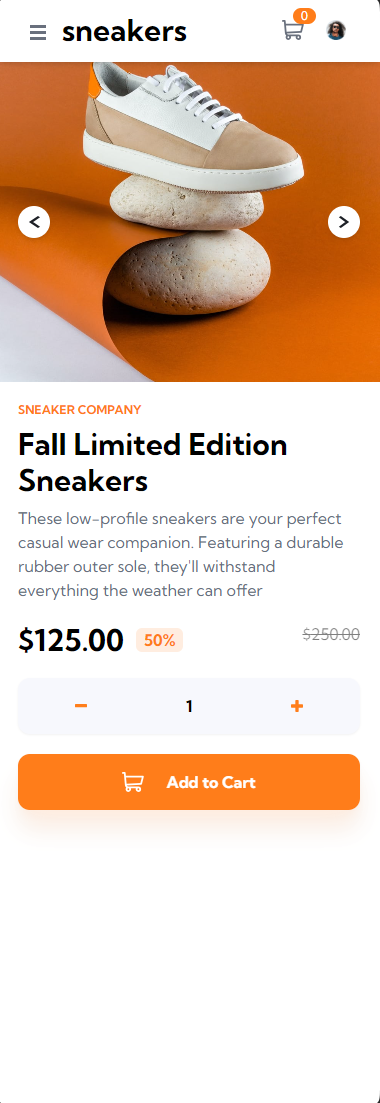 sneakers
0
SNEAKER COMPANY
Fall Limited Edition
Sneakers
These low-profile sneakers are your perfect
casual wear companion. Featuring a durable
rubber outer sole, they'll withstand
everything the weather can offer
$125.00 50% $250.00
1
Add to Cart